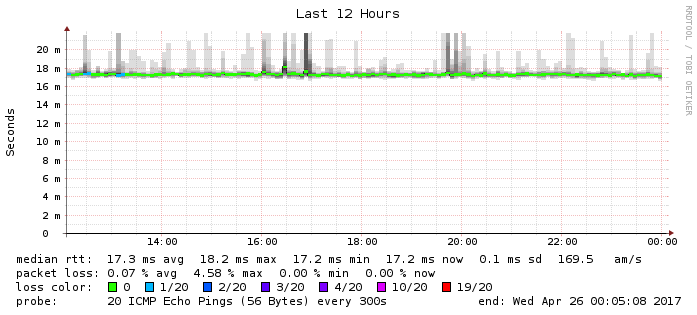 Last 12 Hours
RRDTOOL / TOBI OETIKER
Seconds
20 m
18 m
16 m
14 m
12 m
10 m
8 m
6 m
4 m
2 m
0
14:00 16:00 18:00 20:00 22:00 00:00
median rtt: 17.3 ms avg 18.2 ms max 17.2 ms min 17.2 ms now 0.1 ms sd 169.5 am/s
packet loss: 0.07 % avg 4.58 % max 0.00 % min 0.00 % now
loss color: 0 1/20 2/20 3/20 4/20 10/20 19/20
probe: 20 ICMP Echo Pings (56 Bytes) every 300s end: Wed Apr 26 00:05:08 2017